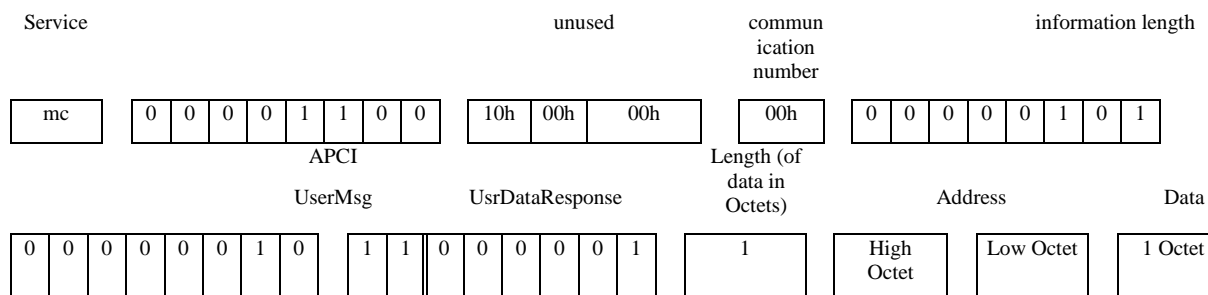 Service unused commun ication number information length
mc 0 0 0 0 1 1 0 0 10h 00h 00h 00h 0 0 0 0 0 1 0 1
APCI Length (of data in Octets)
UserMsg UsrDataResponse Address Data
0 0 0 0 0 0 1 0 1 1 0 0 0 0 0 1 1 High Octet Low Octet 1 Octet